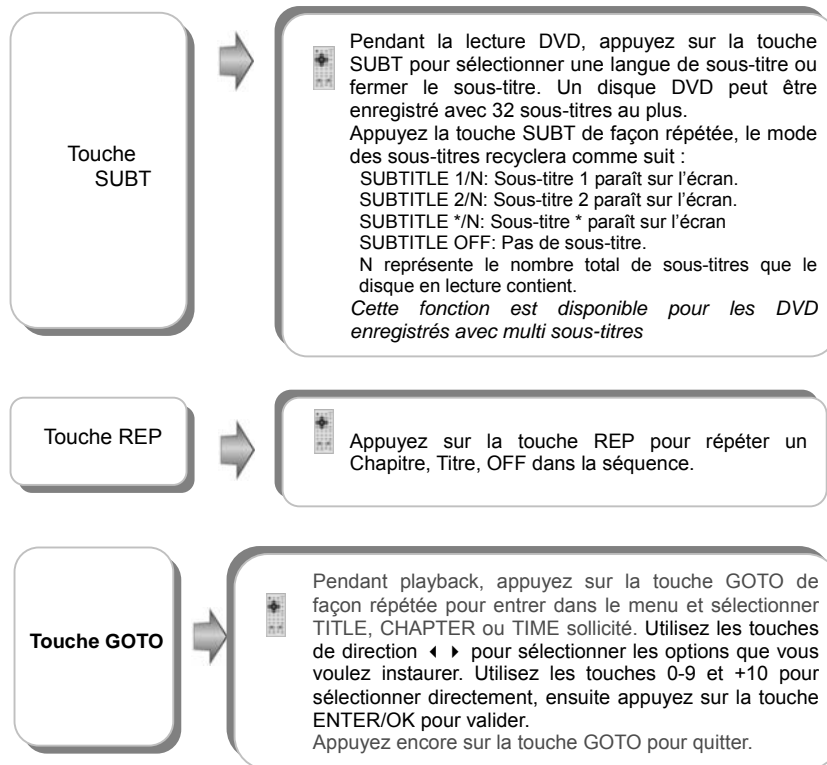 Touche
SUBT
Pendant la lecture DVD, appuyez sur la touche
SUBT pour sélectionner une langue de sous-titre ou
fermer le sous-titre. Un disque DVD peut être
enregistré avec 32 sous-titres au plus.
Appuyez la touche SUBT de façon répétée, le mode
des sous-titres recyclera comme suit :
SUBTITLE 1/N: Sous-titre 1 paraît sur l’écran.
SUBTITLE 2/N: Sous-titre 2 paraît sur l’écran.
SUBTITLE */N: Sous-titre * paraît sur l’écran
SUBTITLE OFF: Pas de sous-titre.
N représente le nombre total de sous-titres que le
disque en lecture contient.
Cette fonction est disponible pour les DVD
enregistrés avec multi sous-titres
Touche REP
Appuyez sur la touche REP pour répéter un
Chapitre, Titre, OFF dans la séquence.
Touche GOTO
Pendant playback, appuyez sur la touche GOTO de
façon répétée pour entrer dans le menu et sélectionner
TITLE, CHAPTER ou TIME sollicité. Utilisez les touches
de direction pour sélectionner les options que vous
voulez instaurer. Utilisez les touches 0-9 et +10 pour
sélectionner directement, ensuite appuyez sur la touche
ENTER/OK pour valider.
Appuyez encore sur la touche GOTO pour quitter.